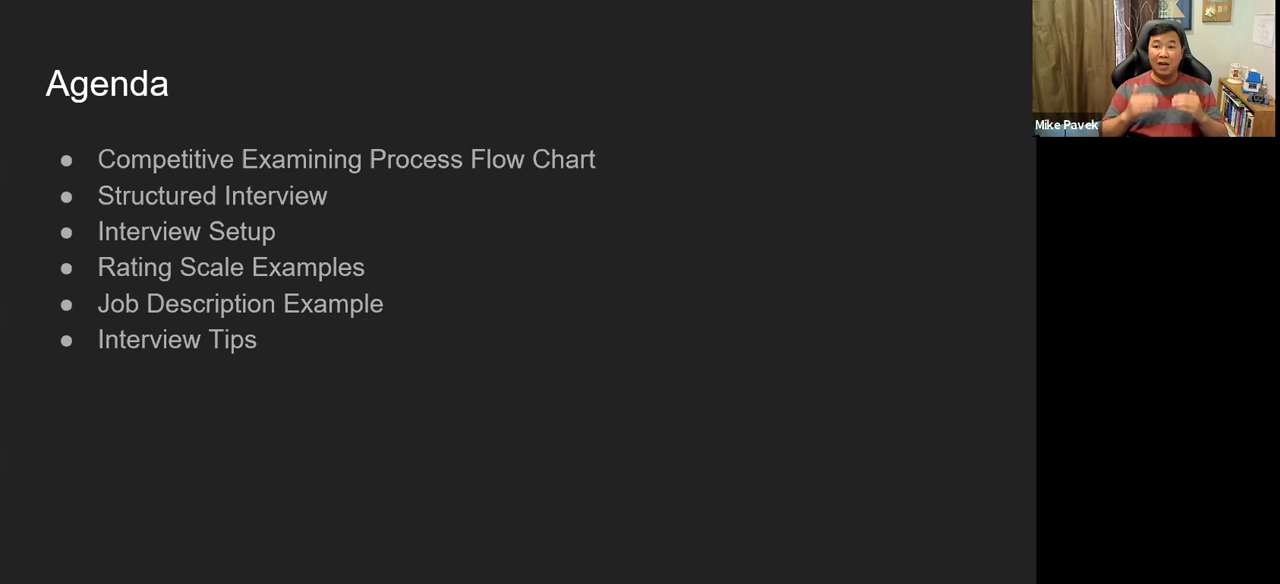 Agenda
● Competitive Examining Process Flow Chart
● Structured Interview
● Interview Setup
● Rating Scale Examples
● Job Description Example
● Interview Tips
Mike Pavek